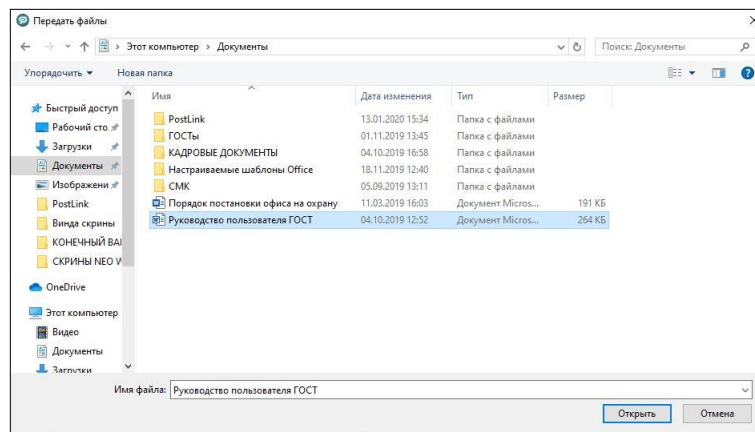 Передать файлы
Этот компьютер › Документы
Поиск: Документы
Упорядочить
Новая папка
Имя
Дата изменения
Тип
Размер
Быстрый доступ
Рабочий сто.
Загрузки
Документы
Изображени
PostLink
Винда скрины
КОНЕЧНЫЙ ВАІ
СКРИНЫ NEO W
OneDrive
Этот компьютер
Видео
Документы
Загрузки
PostLink 13.01.2020 15:34 Папка с файлами
ГОСТы 01.11.2019 13:45 Папка с файлами
КАДРОВЫЕ ДОКУМЕНТЫ 04.10.2019 16:58 Папка с файлами
Настраиваемые шаблоны Office 18.11.2019 12:40 Папка с файлами
СМК 05.09.2019 13:11 Папка с файлами
Порядок постановки офиса на охрану 11.03.2019 16:03 Документ Micros... 191 КБ
Руководство пользователя ГОСТ 04.10.2019 12:52 Документ Micros... 264 КБ
Имя файла: Руководство пользователя ГОСТ
Открыть
Отмена